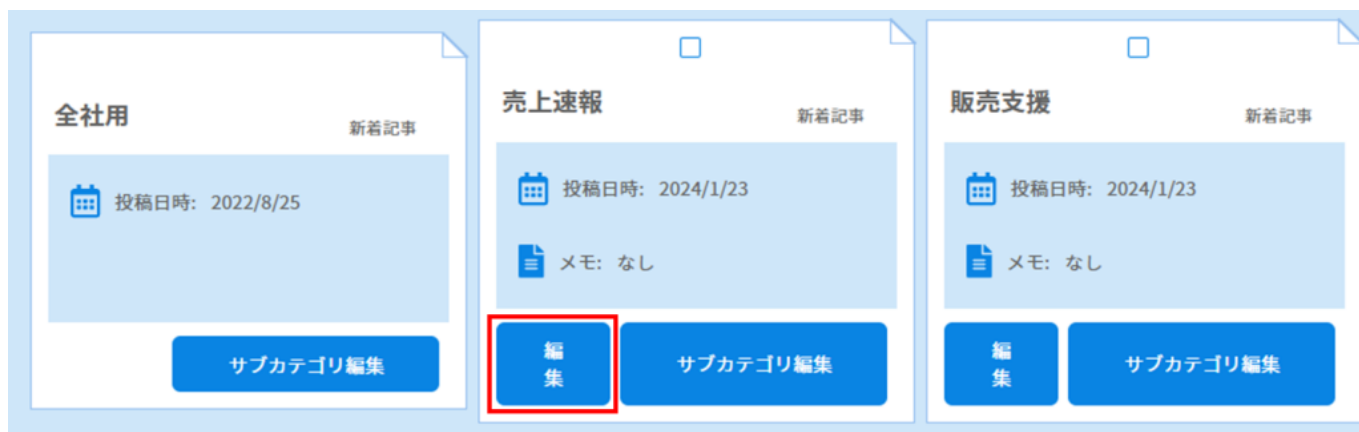 全社用
新着記事
投稿日時: 2022/8/25
サブカテゴリ編集
売上速報
新着記事
投稿日時: 2024/1/23
メモ: なし
編
集
サブカテゴリ編集
販売支援
新着記事
投稿日時: 2024/1/23
メモ: なし
編
集
サブカテゴリ編集